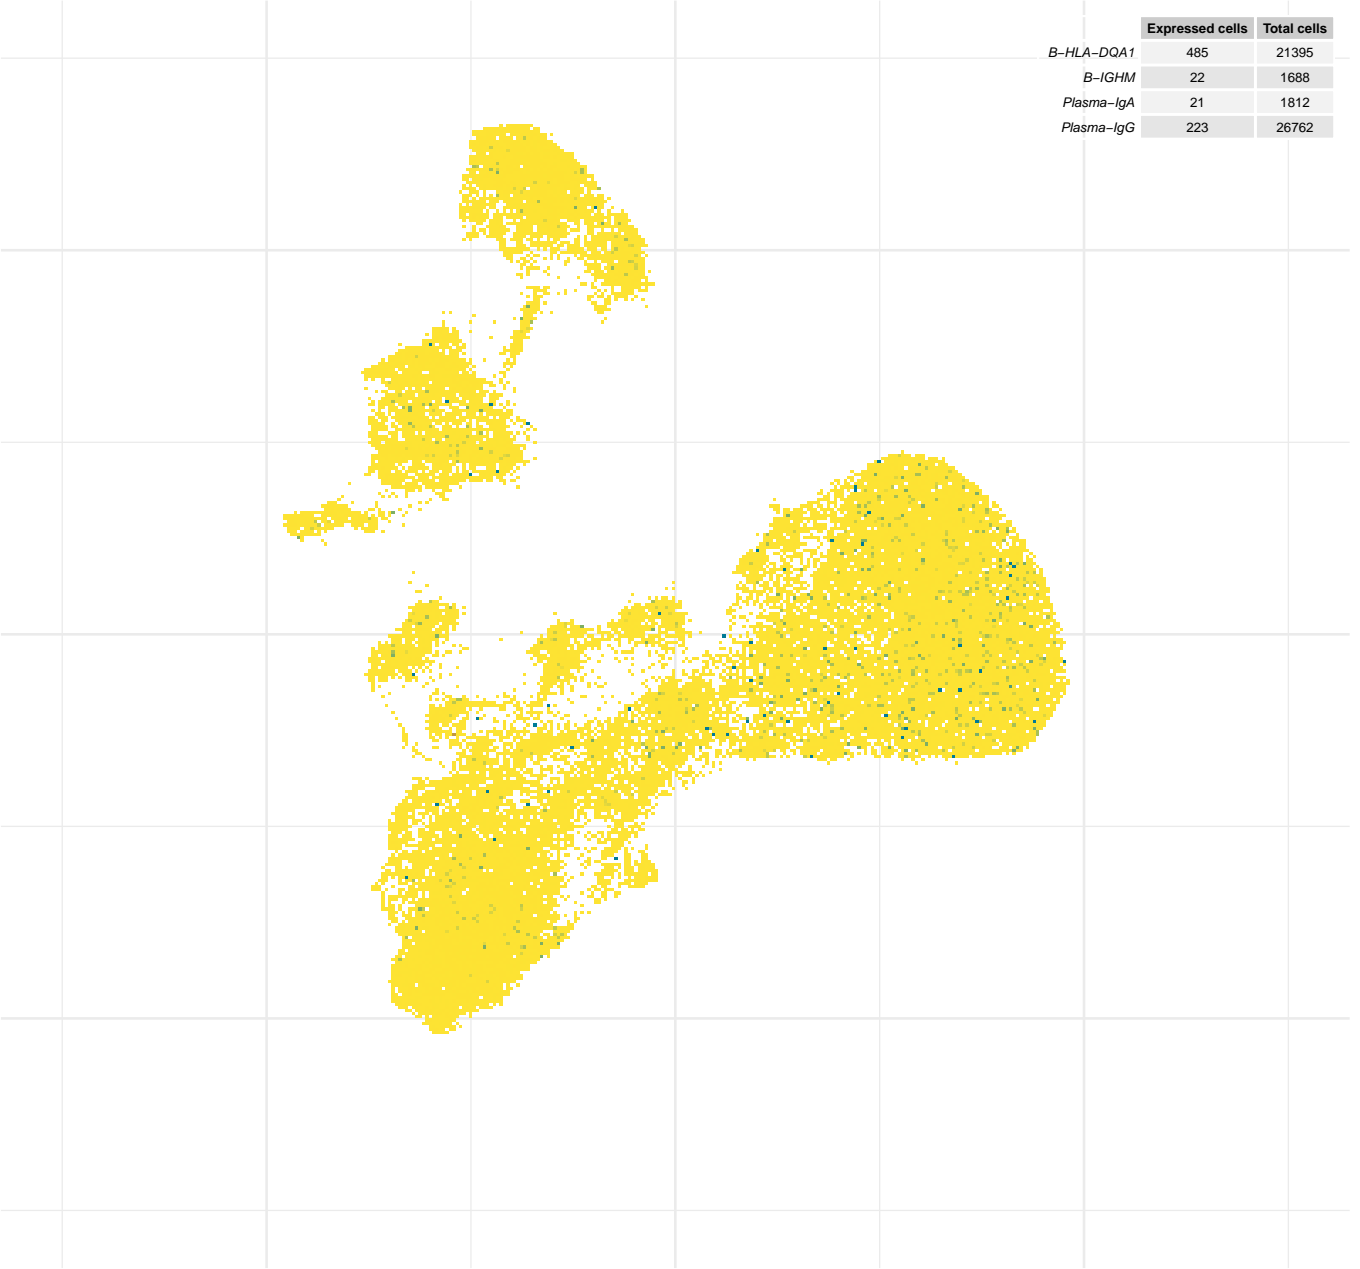 Expressed cells Total cells
B−HLA−DQA1 485 21395
B−IGHM 22 1688
Plasma−IgA 21 1812
Plasma−IgG 223 26762